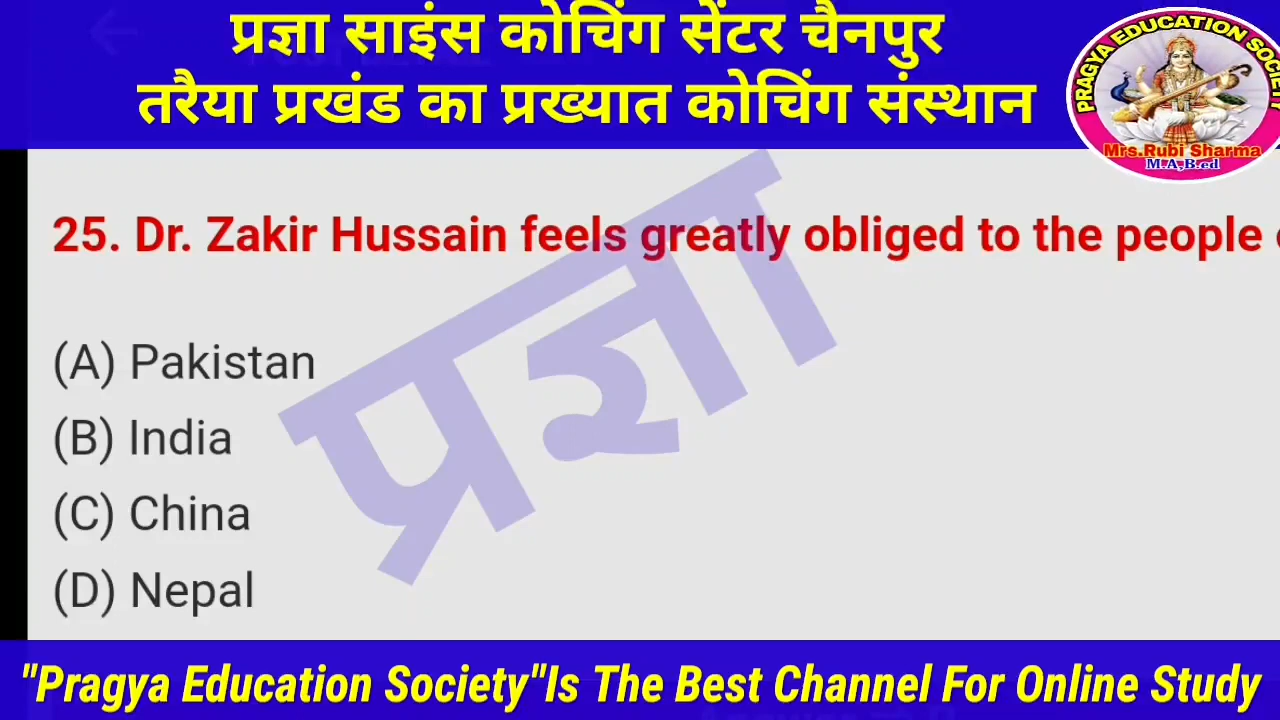 प्रज्ञा साइंस कोचिंग सेंटर चैनपुर
तरैया प्रखंड का प्रख्यात कोचिंग संस्थान
PRAGYA EDUCATION SOCIETY
Mrs.Rubi Sharma
M.A,B.ed
25. Dr. Zakir Hussain feels greatly obliged to the people
(A) Pakistan
(B) India
(C) China
(D) Nepal
प्रज्ञा
"Pragya Education Society"Is The Best Channel For Online Study